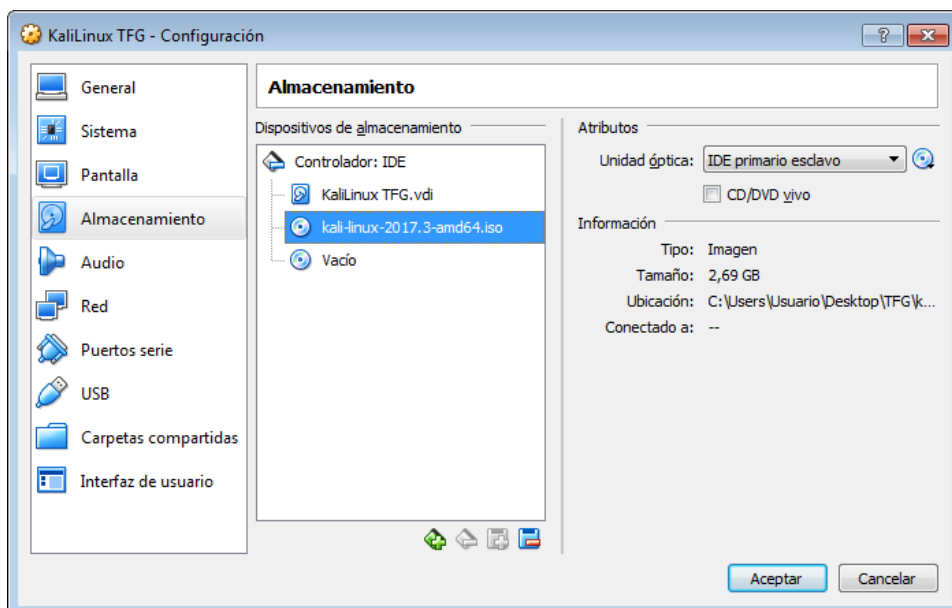 KaliLinux TFG - Configuración
General
Sistema
Pantalla
Almacenamiento
Audio
Red
Puertos serie
USB
Carpetas compartidas
Interfaz de usuario
Almacenamiento
Dispositivos de almacenamiento
Controlador: IDE
KaliLinux TFG.vdi
kali-linux-2017.3-amd64.iso
Vacío
Atributos
Unidad óptica: IDE primario esclavo
CD/DVD vivo
Información
Tipo: Imagen
Tamaño: 2,69 GB
Ubicación: C:\Users\Usuario\Desktop\TFG\k...
Conectado a: --
Aceptar Cancelar